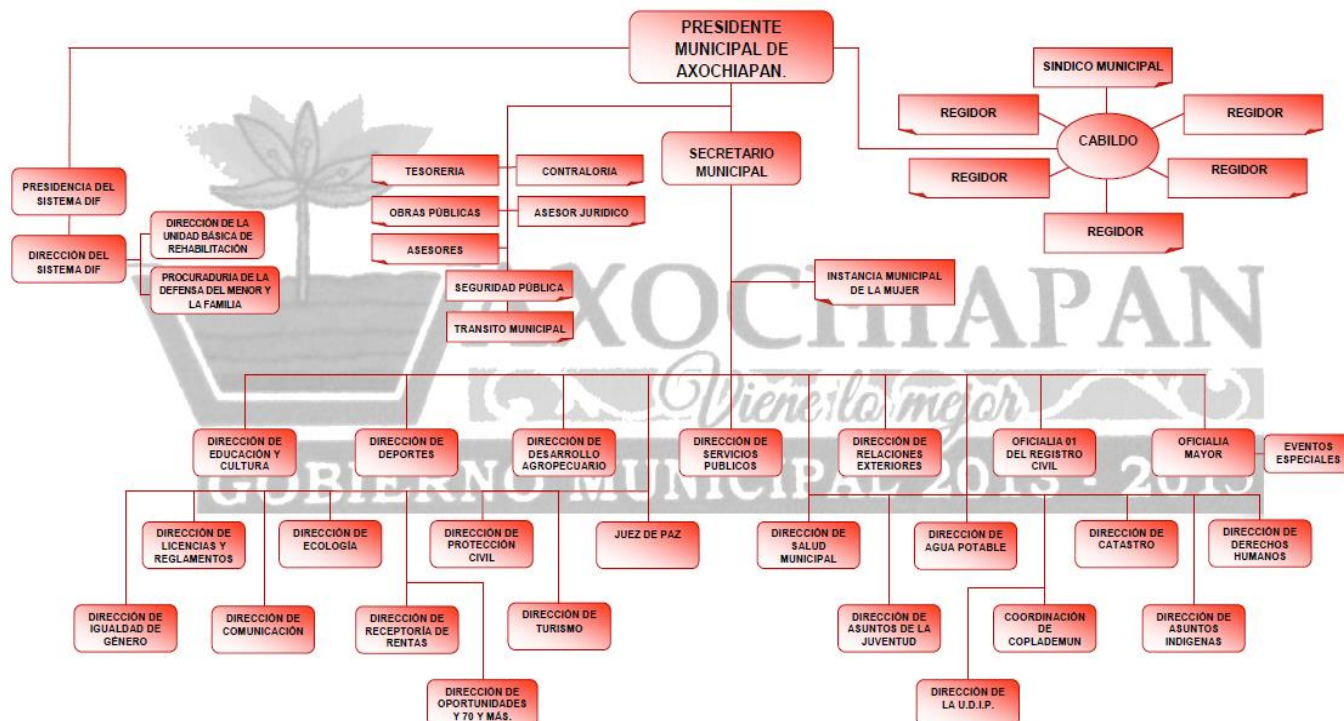 PRESIDENTE
MUNICIPAL DE
AXOCHIAPAN.
SINDICO MUNICIPAL
REGIDOR
REGIDOR
CABILDO
REGIDOR
REGIDOR
REGIDOR
SECRETARIO
MUNICIPAL
TESORERIA
CONTRALORIA
OBRAS PÚBLICAS
ASESOR JURIDICO
ASESORES
SEGURIDAD PÚBLICA
TRANSITO MUNICIPAL
PRESIDENCIA DEL
SISTEMA DIF
DIRECCIÓN DEL
SISTEMA DIF
DIRECCIÓN DE LA
UNIDAD BÁSICA DE
REHABILITACIÓN
PROCURADURIA DE LA
DEFENSA DEL MENOR Y
LA FAMILIA
INSTANCIA MUNICIPAL
DE LA MUJER
AXOCHIAPAN
Viene lo mejor
GOBIERNO MUNICIPAL 2013 - 2015
DIRECCIÓN DE
EDUCACIÓN Y
CULTURA
DIRECCIÓN DE
DEPORTES
DIRECCIÓN DE
DESARROLLO
AGROPECUARIO
DIRECCIÓN DE
SERVICIOS
PUBLICOS
DIRECCIÓN DE
RELACIONES
EXTERIORES
OFICIALIA 01
DEL REGISTRO
CIVIL
OFICIALIA
MAYOR
EVENTOS
ESPECIALES
DIRECCIÓN DE
LICENCIAS Y
REGLAMENTOS
DIRECCIÓN DE
ECOLOGÍA
DIRECCIÓN DE
PROTECCIÓN
CIVIL
JUEZ DE PAZ
DIRECCIÓN DE
SALUD
MUNICIPAL
DIRECCIÓN DE
AGUA POTABLE
DIRECCIÓN DE
CATASTRO
DIRECCIÓN DE
DERECHOS
HUMANOS
DIRECCIÓN DE
IGUALDAD DE
GÉNERO
DIRECCIÓN DE
COMUNICACIÓN
DIRECCIÓN DE
RECEPTORÍA DE
RENTAS
DIRECCIÓN DE
TURISMO
DIRECCIÓN DE
ASUNTOS DE LA
JUVENTUD
COORDINACIÓN
DE
COPLADEMUN
DIRECCIÓN DE
ASUNTOS
INDIGENAS
DIRECCIÓN DE
OPORTUNIDADES
Y 70 Y MÁS.
DIRECCIÓN DE
LA U.D.I.P.